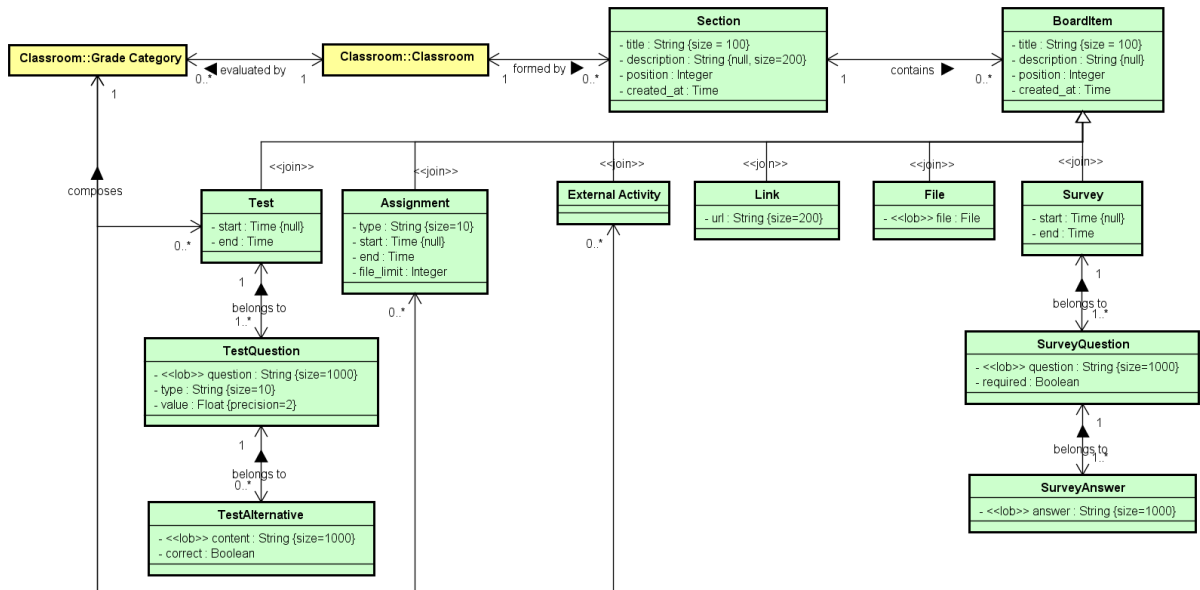 Classroom::Grade Category
0..*
evaluated by
1
Classroom::Classroom
1
formed by
0..*
Section
- title : String {size = 100}
- description : String {null, size=200}
- position : Integer
- created_at : Time
1
contains
0..*
BoardItem
- title : String {size = 100}
- description : String {null}
- position : Integer
- created_at : Time
1
composes
0..*
<<join>>
<<join>>
<<join>>
<<join>>
<<join>>
<<join>>
Test
- start : Time {null}
- end : Time
Assignment
- type : String {size=10}
- start : Time {null}
- end : Time
- file_limit : Integer
0..*
External Activity
0..*
Link
- url : String {size=200}
File
- <<lob>> file : File
Survey
- start : Time {null}
- end : Time
1
belongs to
1..*
TestQuestion
- <<lob>> question : String {size=1000}
- type : String {size=10}
- value : Float {precision=2}
1
belongs to
0..*
TestAlternative
- <<lob>> content : String {size=1000}
- correct : Boolean
1
belongs to
1..*
SurveyQuestion
- <<lob>> question : String {size=1000}
- required : Boolean
1
belongs to
1..*
SurveyAnswer
- <<lob>> answer : String {size=1000}